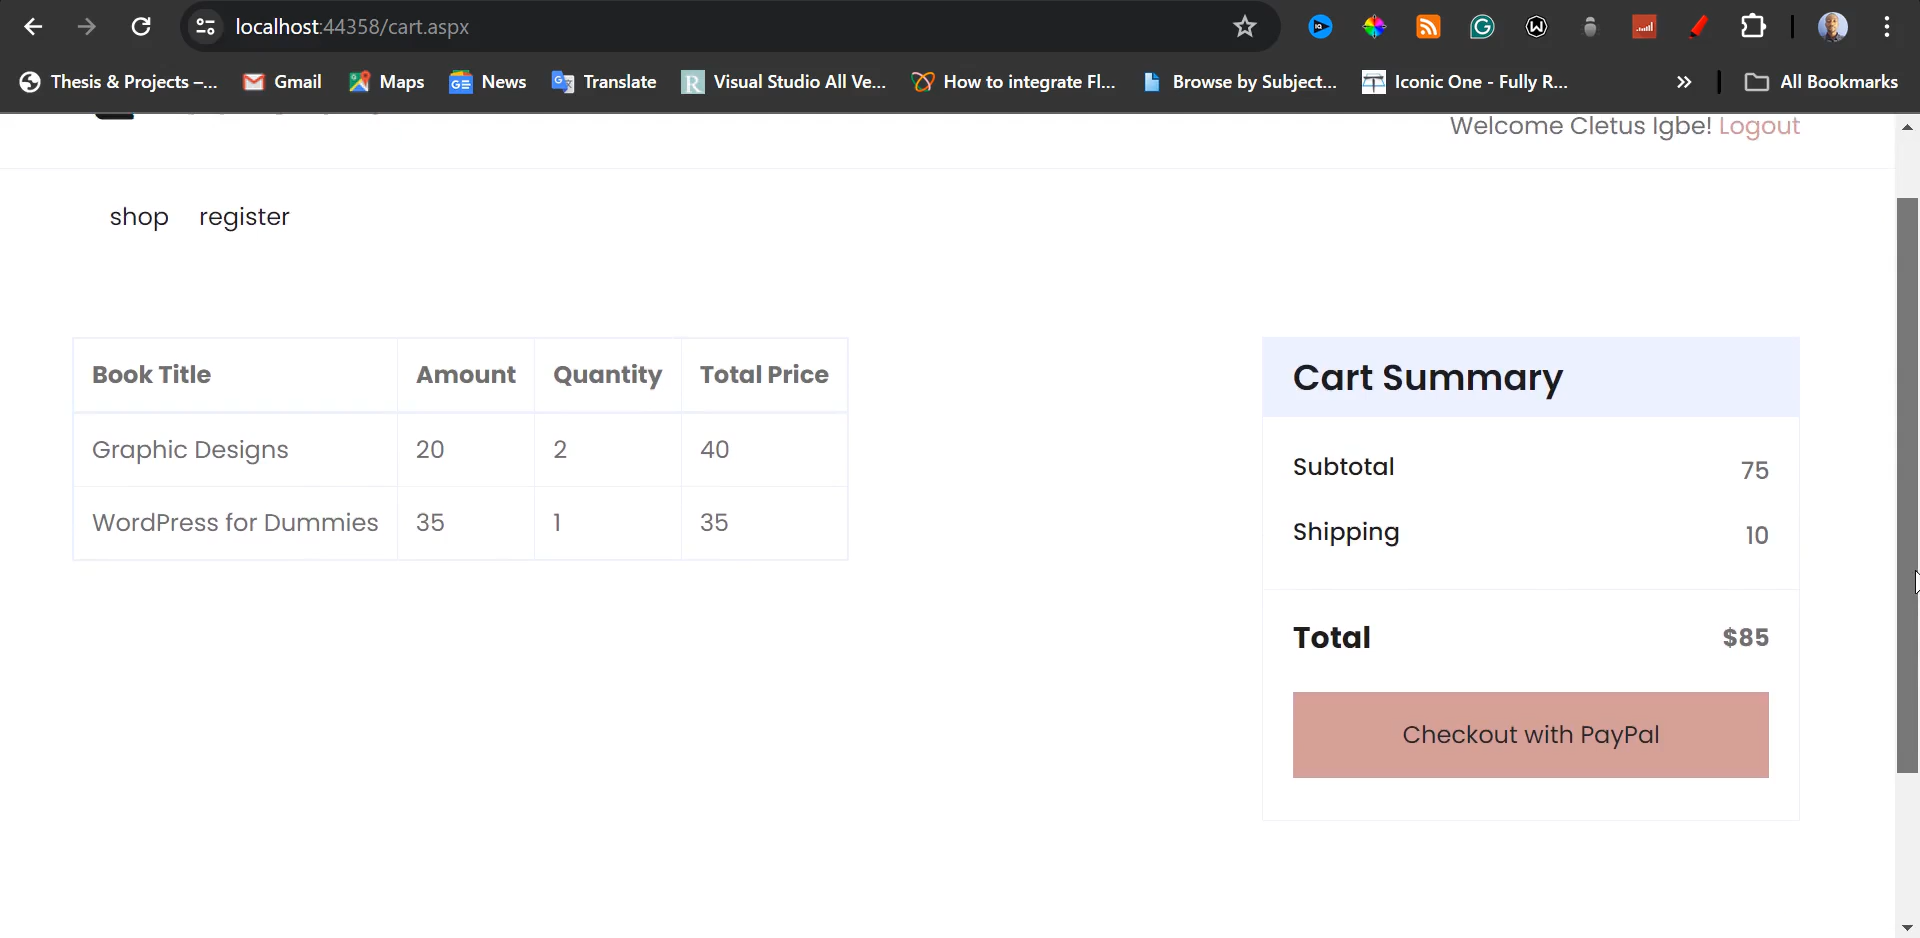 localhost:44358/cart.aspx
Thesis & Projects –... Gmail Maps News Translate Visual Studio All Ve... How to integrate Fl... Browse by Subject... Iconic One - Fully R... » All Bookmarks
Welcome Cletus Igbe! Logout
shop register
Book Title Amount Quantity Total Price
Graphic Designs 20 2 40
WordPress for Dummies 35 1 35
Cart Summary
Subtotal 75
Shipping 10
Total $85
Checkout with PayPal